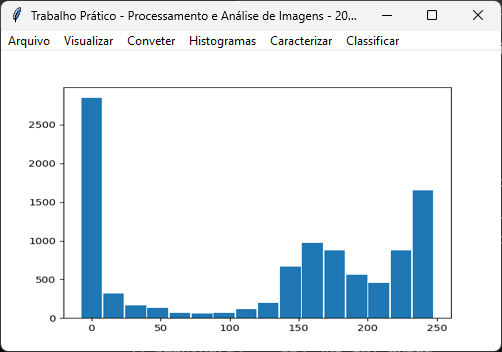 Trabalho Prático - Processamento e Análise de Imagens - 20...
Arquivo Visualizar Conveter Histogramas Caracterizar Classificar
2500
2000
1500
1000
500
0
0 50 100 150 200 250